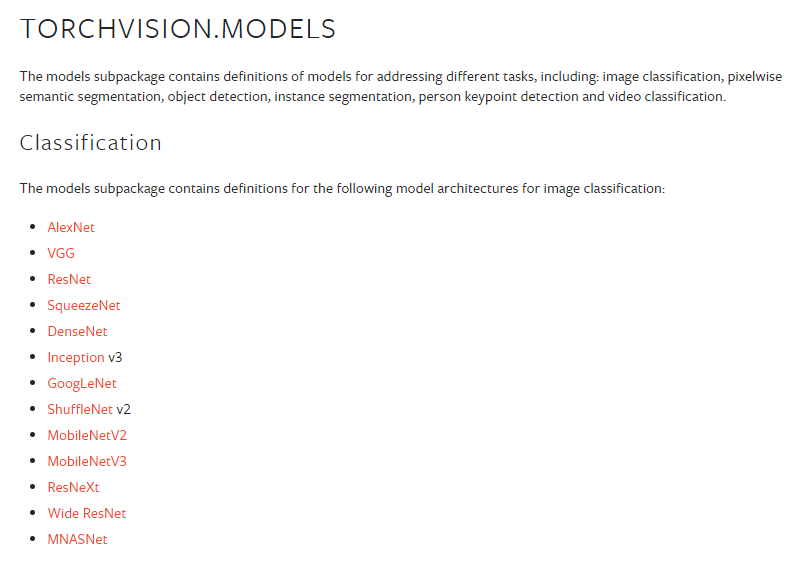 TORCHVISION.MODELS
The models subpackage contains definitions of models for addressing different tasks, including: image classification, pixelwise
semantic segmentation, object detection, instance segmentation, person keypoint detection and video classification.
Classification
The models subpackage contains definitions for the following model architectures for image classification:
• AlexNet
• VGG
• ResNet
• SqueezeNet
• DenseNet
• Inception v3
• GoogLeNet
• ShuffleNet v2
• MobileNetV2
• MobileNetV3
• ResNeXt
• Wide ResNet
• MNASNet